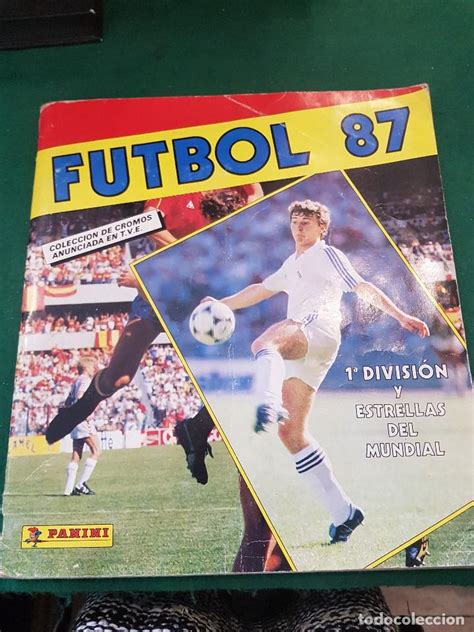 FUTBOL 87
COLECCION DE CROMOS
ANUNCIADA EN T.V.E.
1ª DIVISIÓN
Y
ESTRELLAS
DEL
MUNDIAL
PANINI
todocoleccion